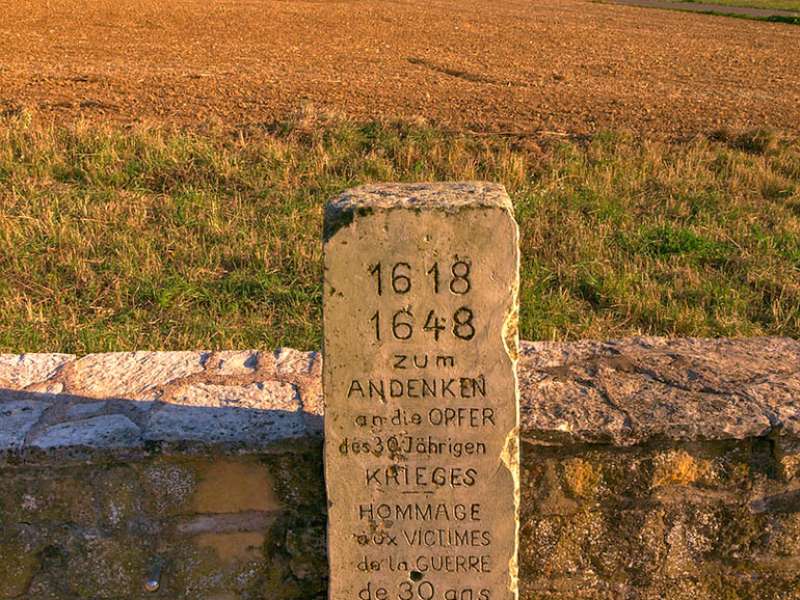 1618
1648
zum
ANDENKEN
an die OPFER
des 30 Jährigen
KRIEGES
HOMMAGE
aux VICTIMES
de la GUERRE
de 30 ans